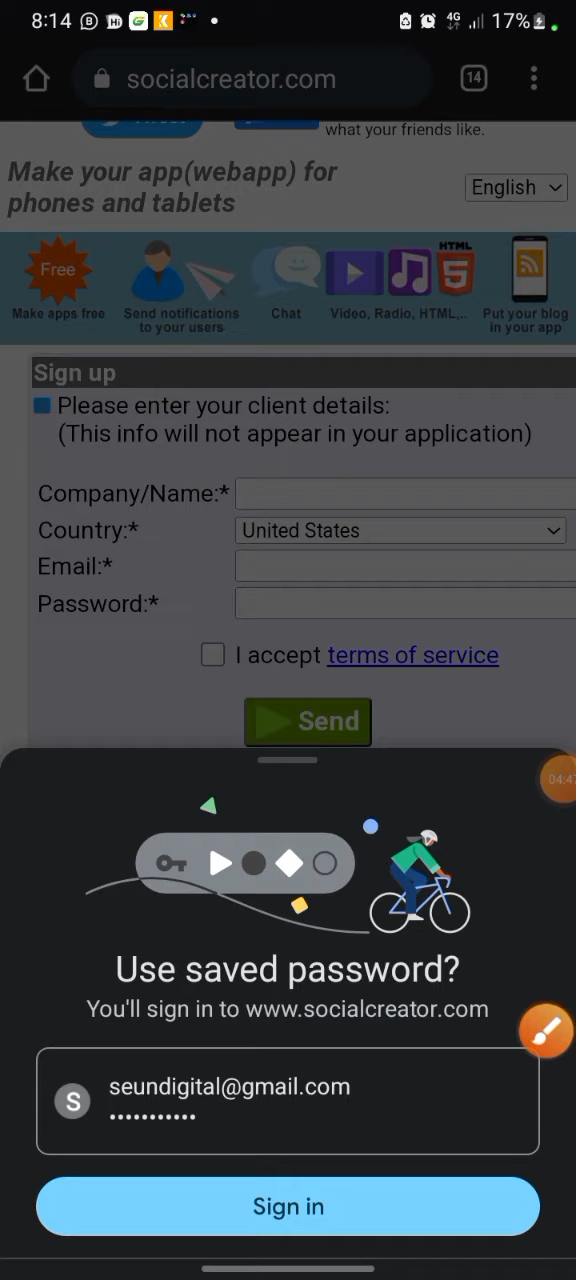 8:14
4G
17%
socialcreator.com
14
what your friends like.
Make your app(webapp) for
phones and tablets
English
Free
HTML
5
Make apps free
Send notifications
to your users
Chat
Video, Radio, HTML,..
Put your blog
in your app
Sign up
Please enter your client details:
(This info will not appear in your application)
Company/Name:*
Country:* United States
Email:*
Password:*
I accept terms of service
Send
04:47
Use saved password?
You'll sign in to www.socialcreator.com
S
seundigital@gmail.com
•••••••••••
Sign in